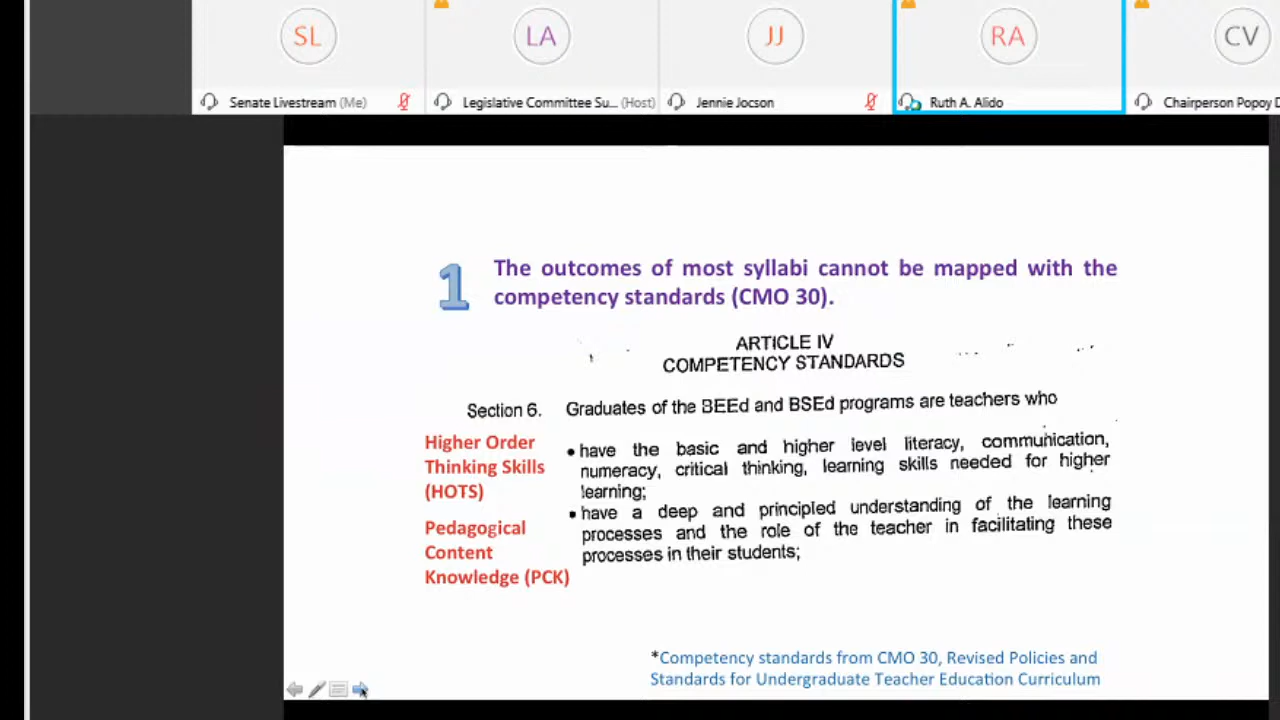 SL
LA
JJ
RA
CV
Senate Livestream (Me)
Legislative Committee Su... (Host)
Jennie Jocson
Ruth A. Alido
Chairperson Popoy D
1
The outcomes of most syllabi cannot be mapped with the
competency standards (CMO 30).
ARTICLE IV
COMPETENCY STANDARDS
Section 6. Graduates of the BEEd and BSEd programs are teachers who
Higher Order
Thinking Skills
(HOTS)
• have the basic and higher level literacy, communication,
numeracy, critical thinking, learning skills needed for higher
learning;
Pedagogical
Content
Knowledge (PCK)
• have a deep and principled understanding of the learning
processes and the role of the teacher in facilitating these
processes in their students;
*Competency standards from CMO 30, Revised Policies and
Standards for Undergraduate Teacher Education Curriculum